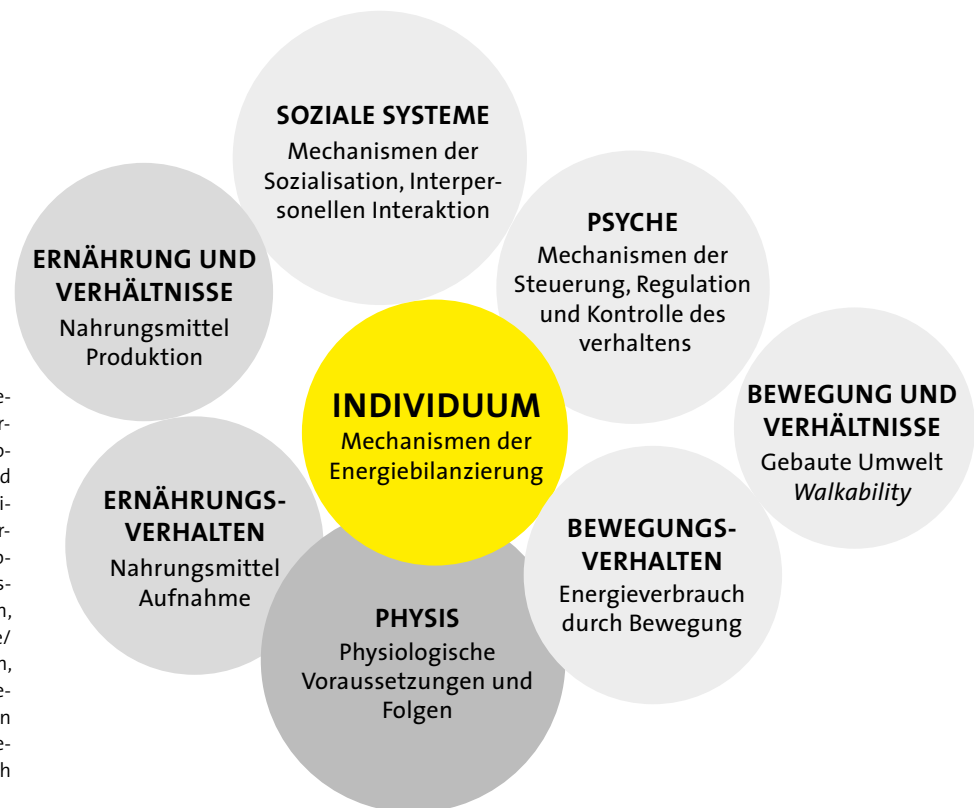 SOZIALE SYSTEME
Mechanismen der
Sozialisation, Interper-
sonellen Interaktion
PSYCHE
Mechanismen der
Steuerung, Regulation
und Kontrolle des
verhaltens
ERNÄHRUNG UND
VERHÄLTNISSE
Nahrungsmittel
Produktion
INDIVIDUUM
Mechanismen der
Energiebilanzierung
BEWEGUNG UND
VERHÄLTNISSE
Gebaute Umwelt
Walkability
ERNÄHRUNGS-
VERHALTEN
Nahrungsmittel
Aufnahme
BEWEGUNGS-
VERHALTEN
Energieverbrauch
durch Bewegung
PHYSIS
Physiologische
Voraussetzungen und
Folgen